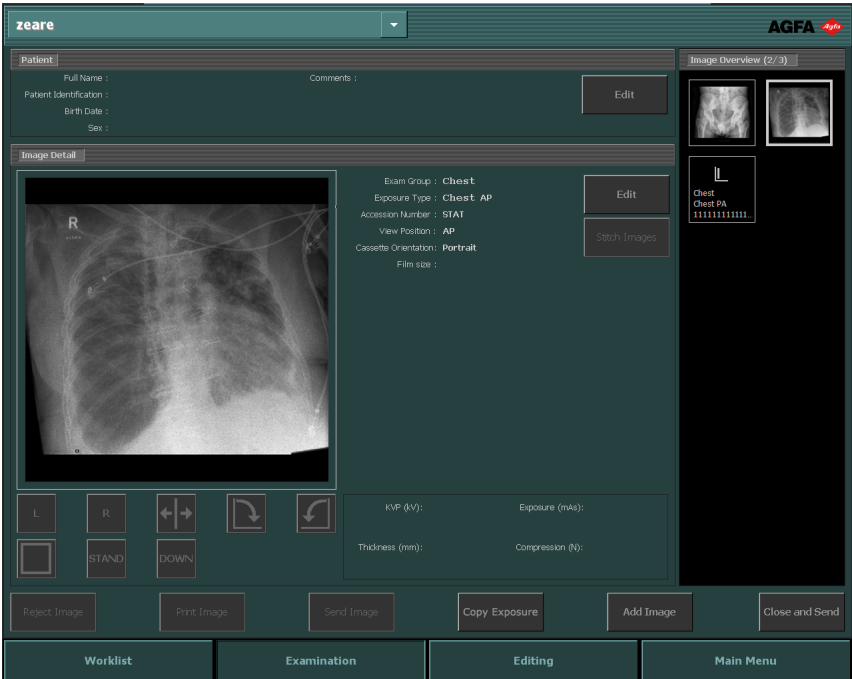 zeare
AGFA Agfa
Patient
Full Name :
Comments :
Patient Identification :
Birth Date :
Sex :
Edit
Image Overview (2/3)
Image Detail
R
Exam Group : Chest
Exposure Type : Chest AP
Accession Number : STAT
View Position : AP
Cassette Orientation: Portrait
Film size :
Edit
Stitch Images
L
Chest
Chest PA
111111111111..
L
R
STAND
DOWN
KVP (kV):
Exposure (mAs):
Thickness (mm):
Compression (N):
Reject Image
Print Image
Send Image
Copy Exposure
Add Image
Close and Send
Worklist
Examination
Editing
Main Menu